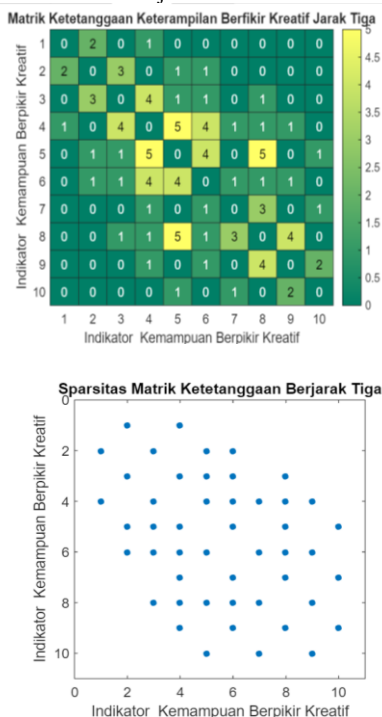 Matrik Ketetanggaan Keterampilan Berfikir Kreatif Jarak Tiga
Indikator Kemampuan Berpikir Kreatif
1 0 2 0 1 0 0 0 0 0 0
2 2 0 3 0 1 1 0 0 0 0
3 0 3 0 4 1 1 0 1 0 0
4 1 0 4 0 5 4 1 1 1 0
5 0 1 1 5 0 4 0 5 0 1
6 0 1 1 4 4 0 1 1 1 0
7 0 0 0 1 0 1 0 3 0 1
8 0 0 1 1 5 1 3 0 4 0
9 0 0 0 1 0 1 0 4 0 2
10 0 0 0 0 1 0 1 0 2 0
1 2 3 4 5 6 7 8 9 10
Indikator Kemampuan Berpikir Kreatif
5
4.5
4
3.5
3
2.5
2
1.5
1
0.5
0
Sparsitas Matrik Ketetanggaan Berjarak Tiga
Indikator Kemampuan Berpikir Kreatif
0
2
4
6
8
10
0 2 4 6 8 10
Indikator Kemampuan Berpikir Kreatif